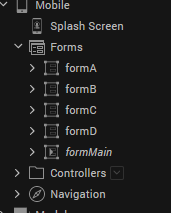 Mobile
Splash Screen
Forms
formA
formB
formC
formD
formMain
Controllers
Navigation